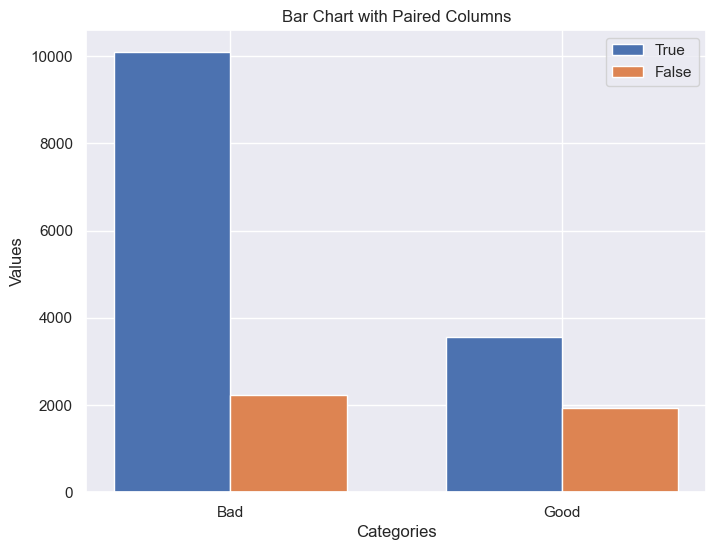 Bar Chart with Paired Columns
True
False
10000
8000
6000
4000
2000
0
Values
Bad
Good
Categories